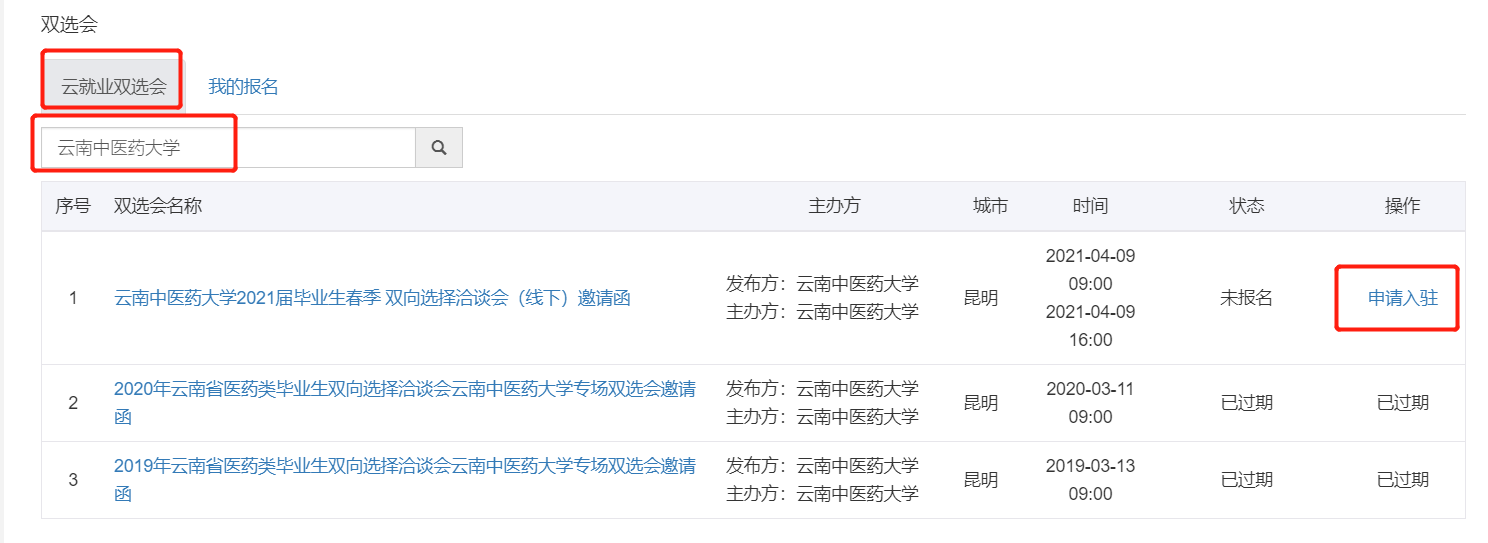 双选会
云就业双选会 我的报名
云南中医药大学
序号 双选会名称 主办方 城市 时间 状态 操作
1 云南中医药大学2021届毕业生春季 双向选择洽谈会（线下）邀请函 发布方：云南中医药大学 主办方：云南中医药大学 昆明 2021-04-09 09:00 2021-04-09 16:00 未报名 申请入驻
2 2020年云南省医药类毕业生双向选择洽谈会云南中医药大学专场双选会邀请函 发布方：云南中医药大学 主办方：云南中医药大学 昆明 2020-03-11 09:00 已过期 已过期
3 2019年云南省医药类毕业生双向选择洽谈会云南中医药大学专场双选会邀请函 发布方：云南中医药大学 主办方：云南中医药大学 昆明 2019-03-13 09:00 已过期 已过期